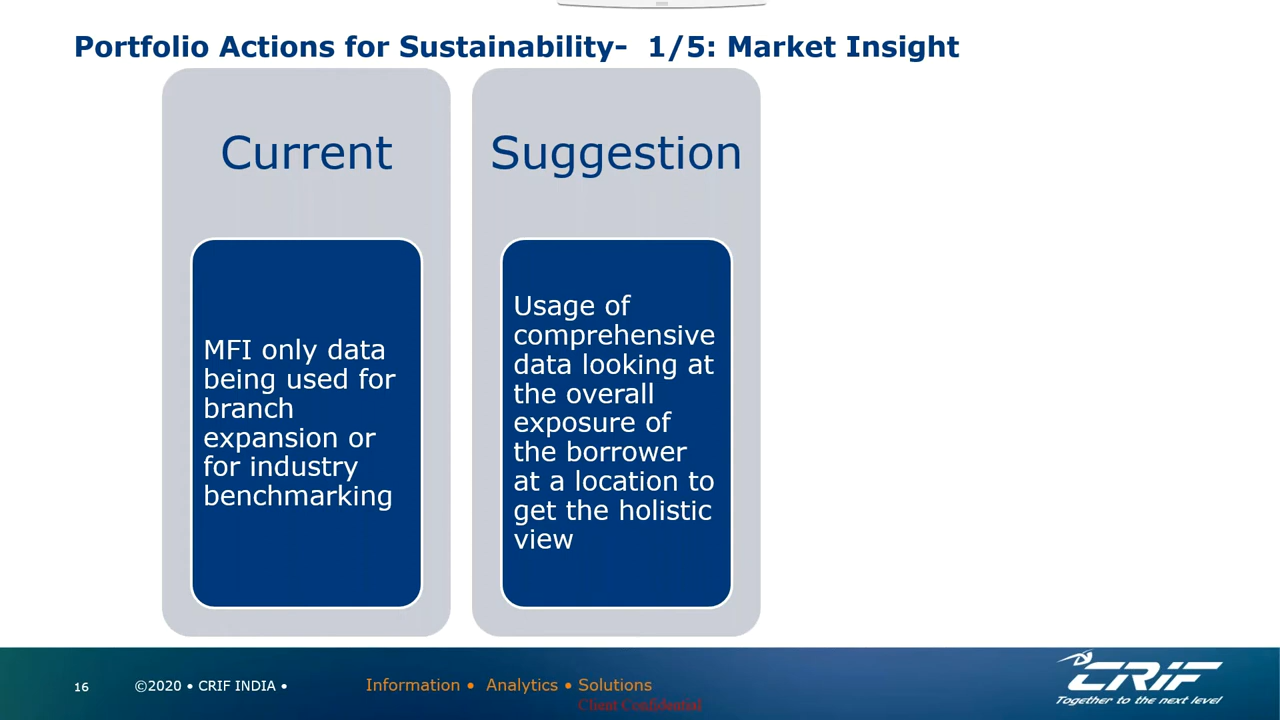 Portfolio Actions for Sustainability-  1/5: Market Insight
Current
MFI only data
being used for
branch
expansion or
for industry
benchmarking
Suggestion
Usage of
comprehensive
data looking at
the overall
exposure of
the borrower
at a location to
get the holistic
view
16
©2020 • CRIF INDIA •
Information •  Analytics • Solutions
Client Confidential
CRIF
Together to the next level